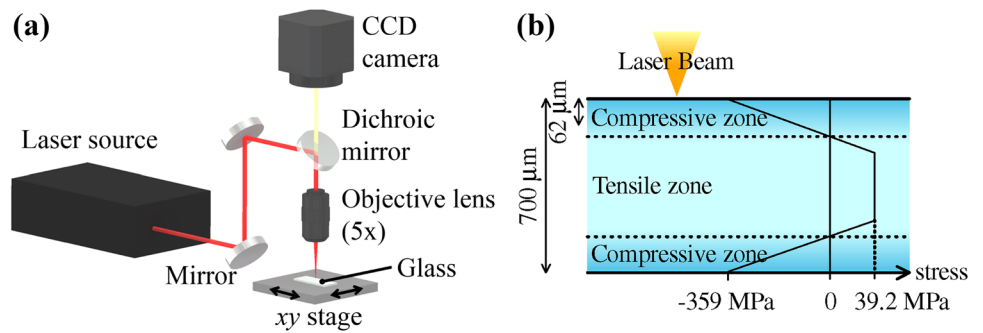 (a)
CCD
camera
Laser source
Dichroic
mirror
Objective lens
(5x)
Mirror
Glass
xy stage
(b)
Laser Beam
62 μm
Compressive zone
700 μm
Tensile zone
Compressive zone
stress
-359 MPa
0
39.2 MPa